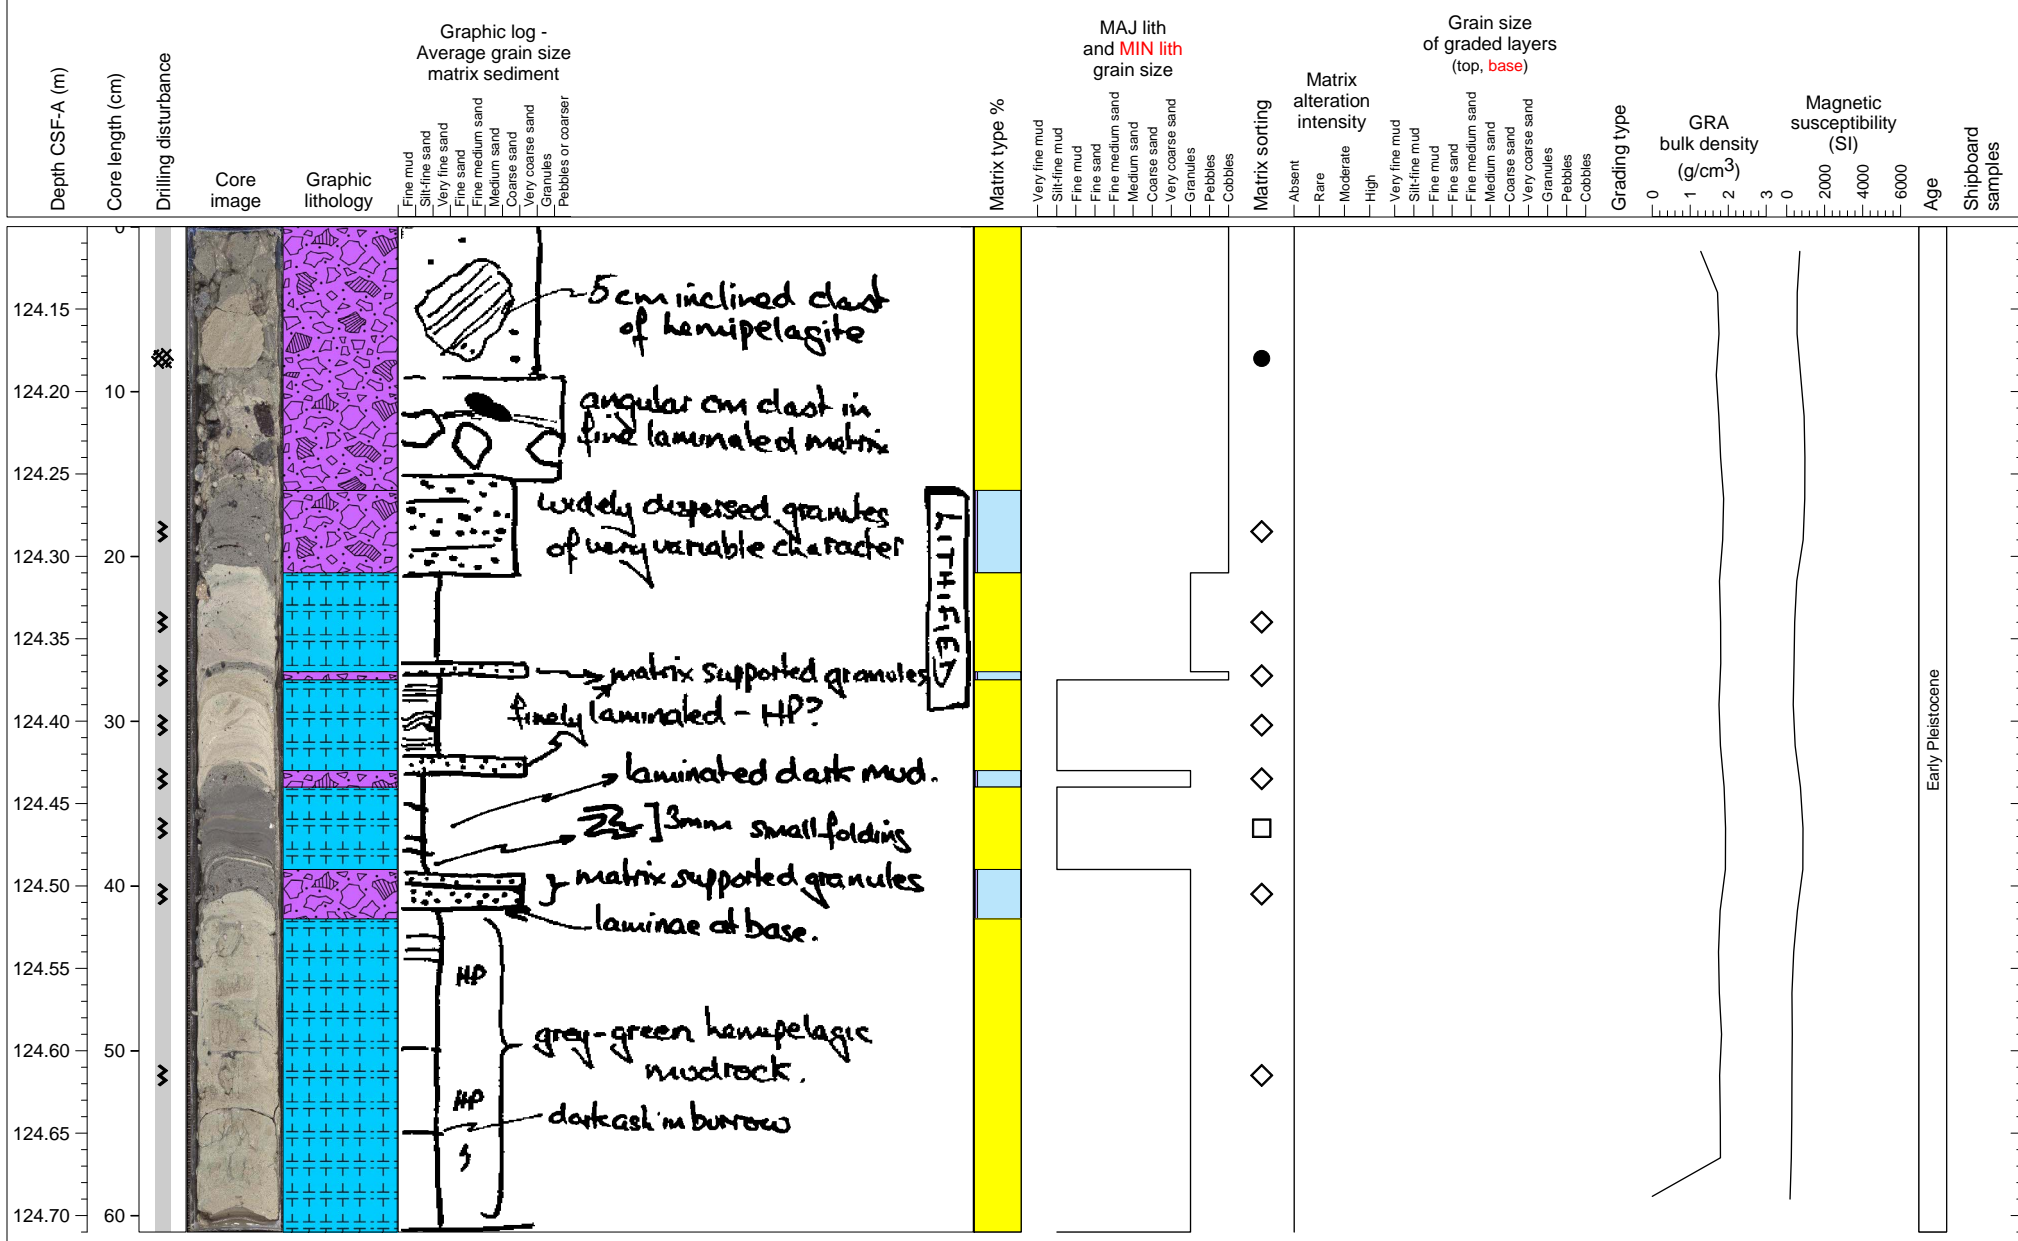 Depth CSF-A (m)
Core length (cm)
Drilling disturbance
Core
image
Graphic
lithology
Graphic log -
Average grain size
matrix sediment
Fine mud
Silt-fine sand
Very fine sand
Fine sand
Fine medium sand
Medium sand
Coarse sand
Very coarse sand
Granules
Pebbles or coarser
Matrix type %
MAJ lith
and MIN lith
grain size
Very fine mud
Silt-fine mud
Fine mud
Fine sand
Fine medium sand
Medium sand
Coarse sand
Very coarse sand
Granules
Pebbles
Cobbles
Matrix sorting
Matrix
alteration
intensity
Absent
Rare
Moderate
High
Grain size
of graded layers
(top, base)
Very fine mud
Silt-fine mud
Fine mud
Fine sand
Fine medium sand
Medium sand
Coarse sand
Very coarse sand
Granules
Pebbles
Cobbles
Grading type
GRA
bulk density
(g/cm3)
0 1 2 3
Magnetic
susceptibility
(SI)
0 2000 4000 6000
Age
Shipboard
samples
0
124.15
124.20
10
124.25
124.30
20
124.35
124.40
30
124.45
124.50
40
124.55
124.60
50
124.65
124.70
60
5 cm inclined clast
of hemipelagite
angular cm clast in
fine laminated matrix
widely dispersed granules
of very variable character
LITHIFIED
matrix supported granules
finely laminated - HP?
laminated dark mud.
]3mm small folding
} matrix supported granules
laminae at base.
HP
grey-green hemipelagic
mudrock.
HP
dark ash in burrow
Early Pleistocene